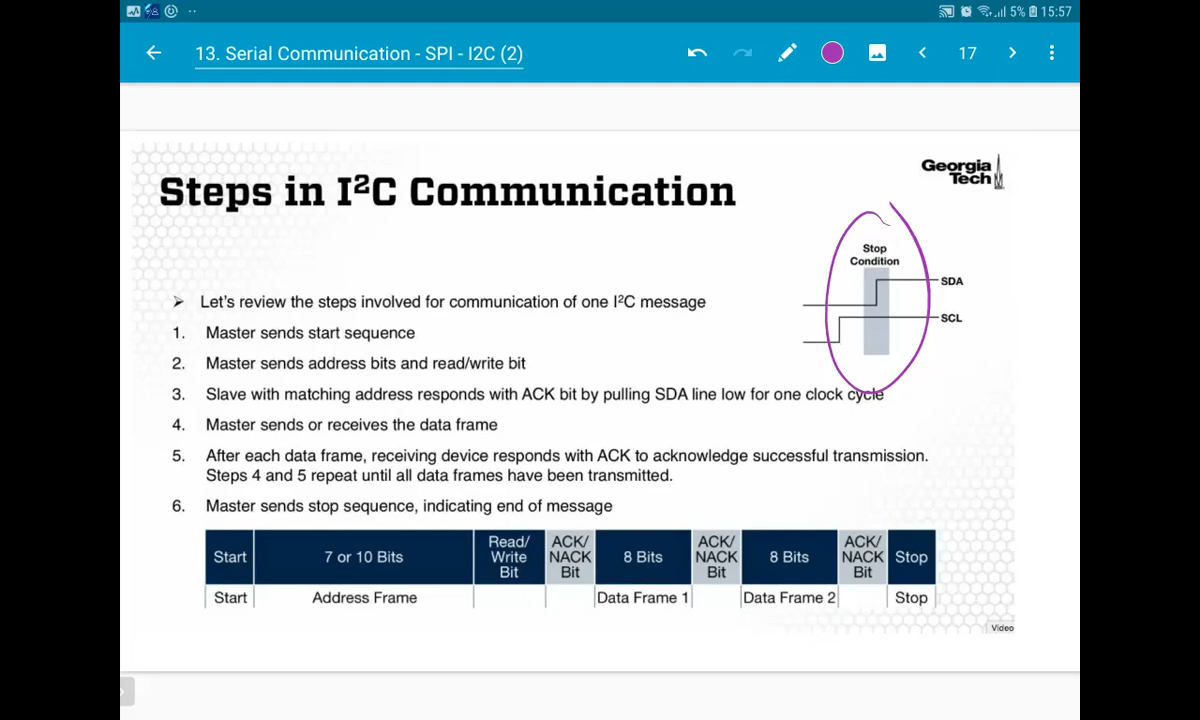 5% 15:57
13. Serial Communication - SPI - I2C (2)
17
Georgia
Tech
Steps in I²C Communication
Stop
Condition
SDA
SCL
➤ Let's review the steps involved for communication of one I²C message
1. Master sends start sequence
2. Master sends address bits and read/write bit
3. Slave with matching address responds with ACK bit by pulling SDA line low for one clock cycle
4. Master sends or receives the data frame
5. After each data frame, receiving device responds with ACK to acknowledge successful transmission.
Steps 4 and 5 repeat until all data frames have been transmitted.
6. Master sends stop sequence, indicating end of message
Start 7 or 10 Bits Read/ Write Bit ACK/ NACK Bit 8 Bits ACK/ NACK Bit 8 Bits ACK/ NACK Bit Stop
Start Address Frame Data Frame 1 Data Frame 2 Stop
Video